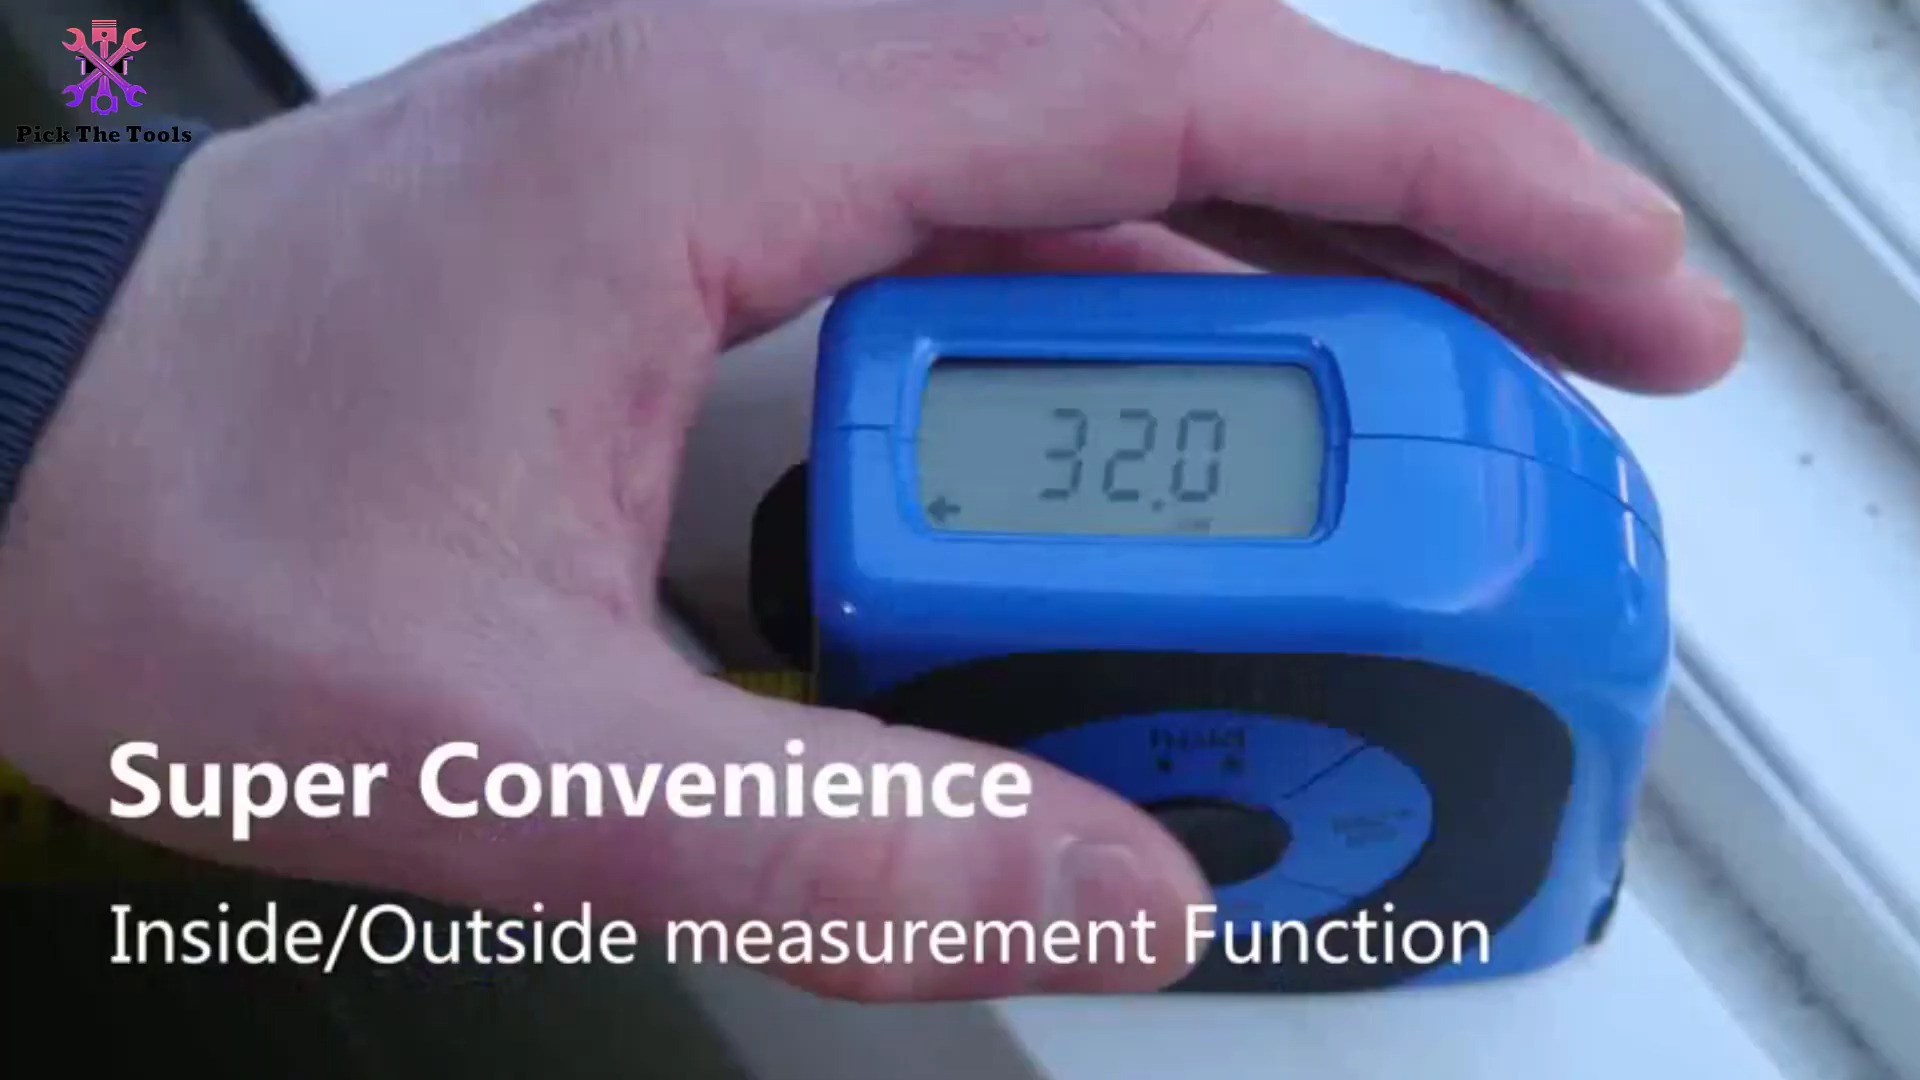 Pick The Tools
32.0
Super Convenience
Inside/Outside measurement Function